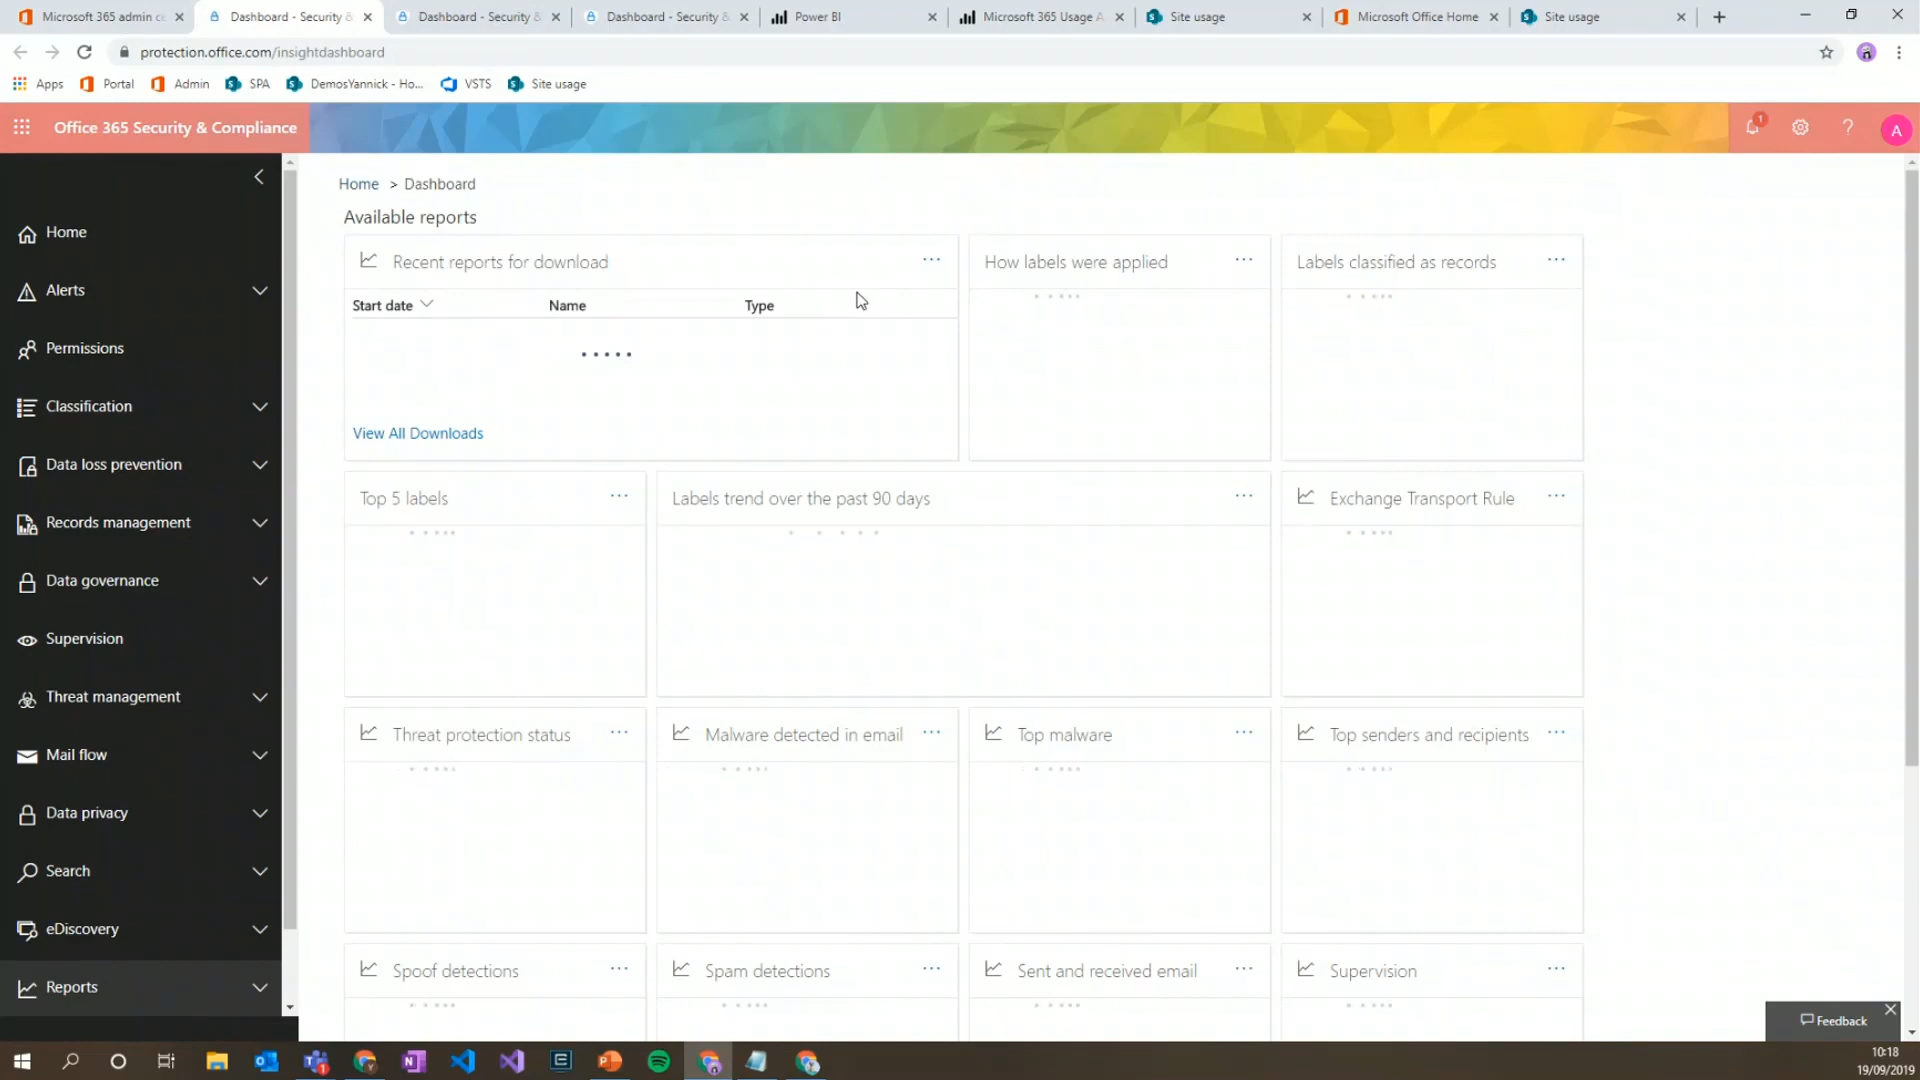 Microsoft 365 admin ce
Dashboard - Security &
Dashboard - Security &
Dashboard - Security &
Power BI
Microsoft 365 Usage A
Site usage
Microsoft Office Home
Site usage
protection.office.com/insightdashboard
Apps
Portal
Admin
SPA
DemosYannick - Ho...
VSTS
Site usage
Office 365 Security & Compliance
1
?
A
Home > Dashboard
Available reports
Home
Alerts
Permissions
Classification
Data loss prevention
Records management
Data governance
Supervision
Threat management
Mail flow
Data privacy
Search
eDiscovery
Reports
Recent reports for download
How labels were applied
Labels classified as records
Start date
Name
Type
View All Downloads
Top 5 labels
Labels trend over the past 90 days
Exchange Transport Rule
Threat protection status
Malware detected in email
Top malware
Top senders and recipients
Spoof detections
Spam detections
Sent and received email
Supervision
Feedback
10:18
19/09/2019